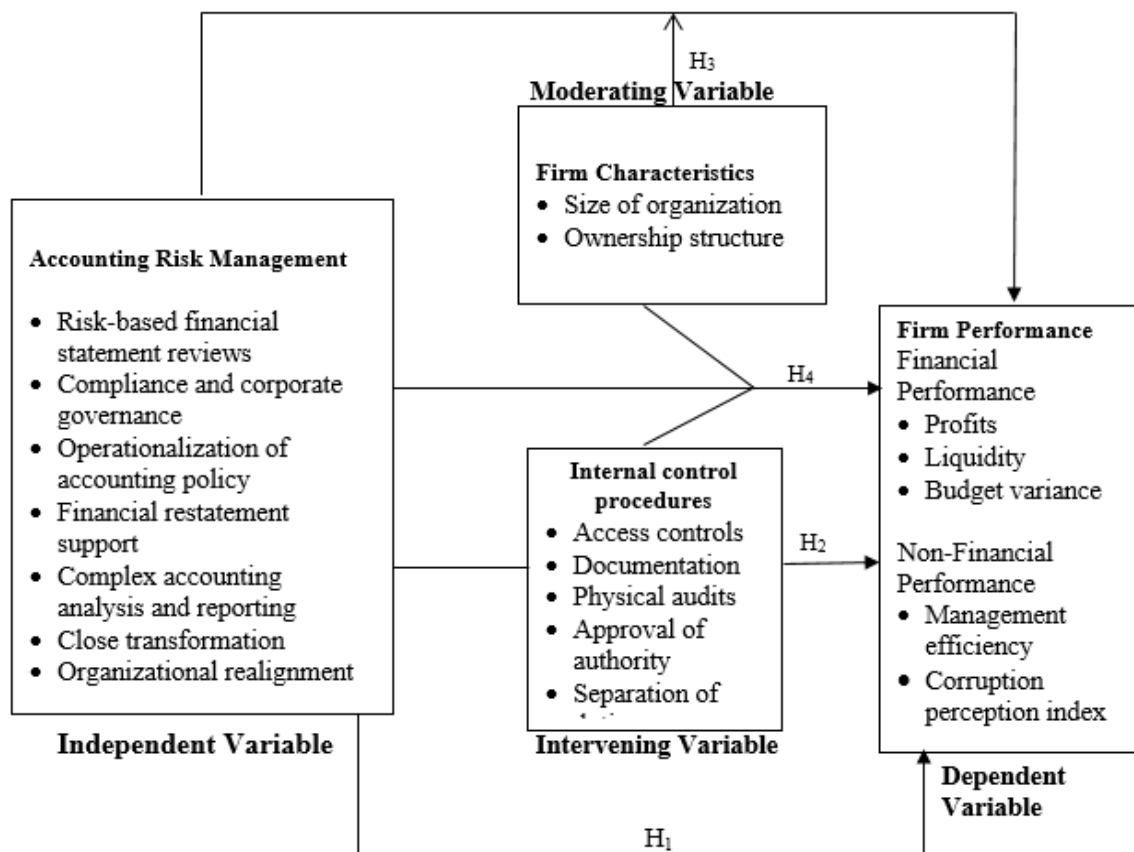 H3
Moderating Variable
Firm Characteristics
• Size of organization
• Ownership structure
Accounting Risk Management
• Risk-based financial
statement reviews
• Compliance and corporate
governance
• Operationalization of
accounting policy
• Financial restatement
support
• Complex accounting
analysis and reporting
• Close transformation
• Organizational realignment
Independent Variable
H4
Internal control
procedures
• Access controls
• Documentation
• Physical audits
• Approval of
authority
• Separation of
Intervening Variable
H2
Firm Performance
Financial
Performance
• Profits
• Liquidity
• Budget variance
Non-Financial
Performance
• Management
efficiency
• Corruption
perception index
Dependent
Variable
H1